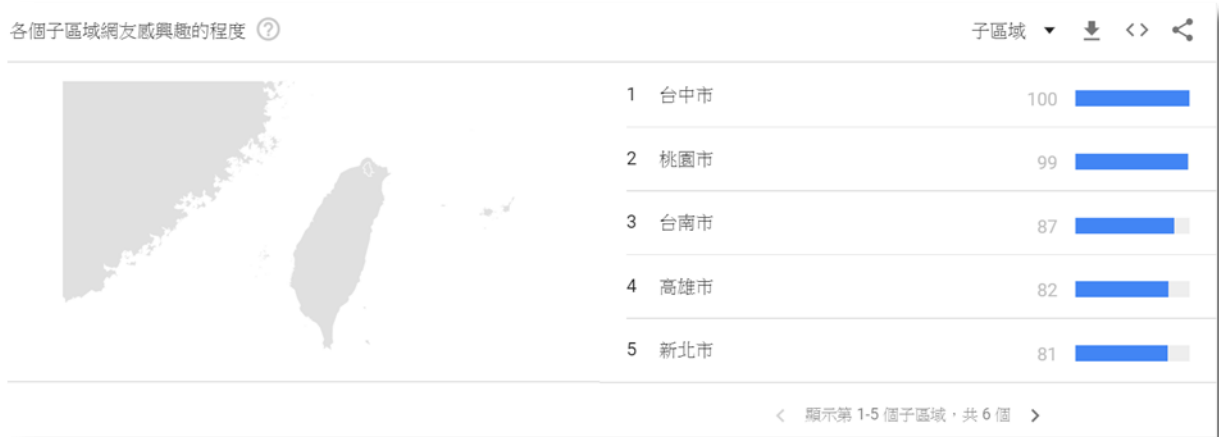 各個子區域網友感興趣的程度 ?
子區域
1 台中市 100
2 桃園市 99
3 台南市 87
4 高雄市 82
5 新北市 81
顯示第 1-5 個子區域，共 6 個